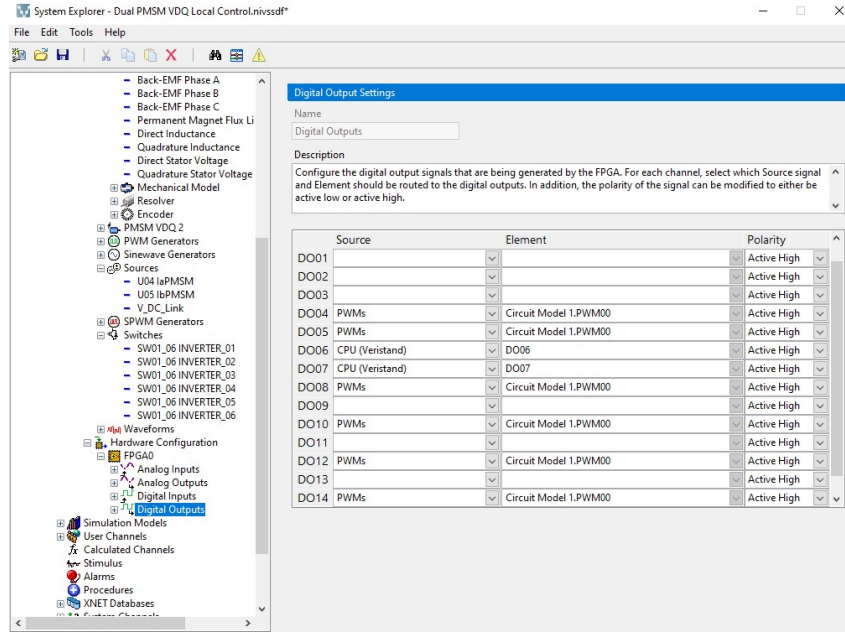 System Explorer - Dual PMSM VDQ Local Control.nivssdf*
File Edit Tools Help
Back-EMF Phase A
Back-EMF Phase B
Back-EMF Phase C
Permanent Magnet Flux Li
Direct Inductance
Quadrature Inductance
Direct Stator Voltage
Quadrature Stator Voltage
Mechanical Model
Resolver
Encoder
PMSM VDQ 2
PWM Generators
Sinewave Generators
Sources
U04 IaPMSM
U05 IbPMSM
V_DC_Link
SPWM Generators
Switches
SW01_06 INVERTER_01
SW01_06 INVERTER_02
SW01_06 INVERTER_03
SW01_06 INVERTER_04
SW01_06 INVERTER_05
SW01_06 INVERTER_06
Waveforms
Hardware Configuration
FPGA0
Analog Inputs
Analog Outputs
Digital Inputs
Digital Outputs
Simulation Models
User Channels
Calculated Channels
Stimulus
Alarms
Procedures
XNET Databases
Digital Output Settings
Name
Digital Outputs
Description
Configure the digital output signals that are being generated by the FPGA. For each channel, select which Source signal
and Element should be routed to the digital outputs. In addition, the polarity of the signal can be modified to either be
active low or active high.
Source Element Polarity
DO01 Active High
DO02 Active High
DO03 Active High
DO04 PWMs Circuit Model 1.PWM00 Active High
DO05 PWMs Circuit Model 1.PWM00 Active High
DO06 CPU (Veristand) DO06 Active High
DO07 CPU (Veristand) DO07 Active High
DO08 PWMs Circuit Model 1.PWM00 Active High
DO09 Active High
DO10 PWMs Circuit Model 1.PWM00 Active High
DO11 Active High
DO12 PWMs Circuit Model 1.PWM00 Active High
DO13 Active High
DO14 PWMs Circuit Model 1.PWM00 Active High